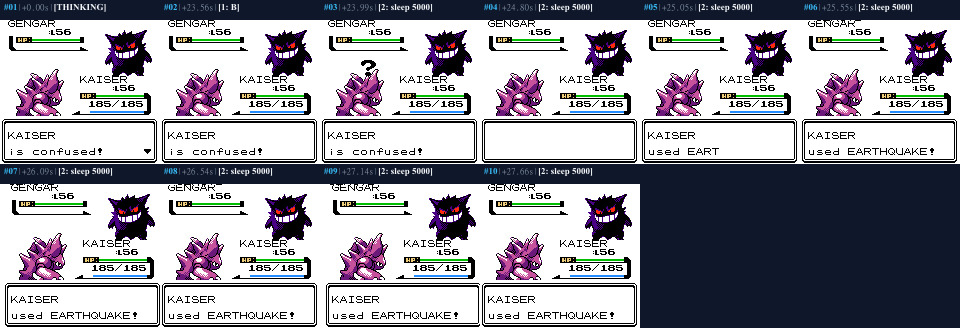 #01|+0.00s|[THINKING]
GENGAR
:L56
HP:
KAISER
:L56
HP:
185/185
KAISER
is confused!
#02|+23.56s|[1: B]
GENGAR
:L56
HP:
KAISER
:L56
HP:
185/185
KAISER
is confused!
#03|+23.99s|[2: sleep 5000]
GENGAR
:L56
HP:
?
KAISER
:L56
HP:
185/185
KAISER
is confused!
#04|+24.80s|[2: sleep 5000]
GENGAR
:L56
HP:
KAISER
:L56
HP:
185/185
#05|+25.05s|[2: sleep 5000]
GENGAR
:L56
HP:
KAISER
:L56
HP:
185/185
KAISER
used EART
#06|+25.55s|[2: sleep 5000]
GENGAR
:L56
HP:
KAISER
:L56
HP:
185/185
KAISER
used EARTHQUAKE!
#07|+26.09s|[2: sleep 5000]
GENGAR
:L56
HP:
KAISER
:L56
HP:
185/185
KAISER
used EARTHQUAKE!
#08|+26.54s|[2: sleep 5000]
GENGAR
:L56
HP:
KAISER
:L56
HP:
185/185
KAISER
used EARTHQUAKE!
#09|+27.14s|[2: sleep 5000]
GENGAR
:L56
HP:
KAISER
:L56
HP:
185/185
KAISER
used EARTHQUAKE!
#10|+27.66s|[2: sleep 5000]
GENGAR
:L56
HP:
KAISER
:L56
HP:
185/185
KAISER
used EARTHQUAKE!